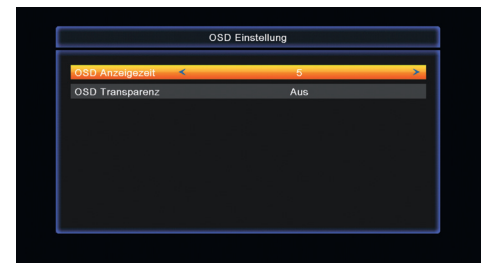 OSD Einstellung
OSD Anzeigezeit < 5 >
OSD Transparenz Aus